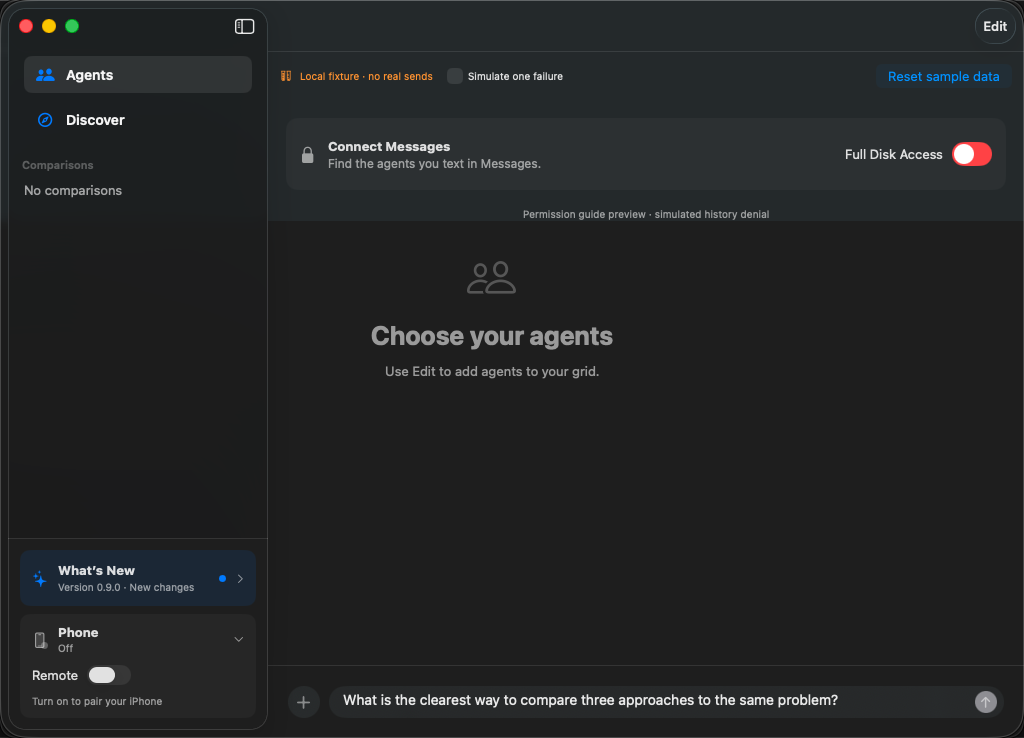 Edit
Agents
Discover
Comparisons
No comparisons
Local fixture · no real sends
Simulate one failure
Reset sample data
Connect Messages
Find the agents you text in Messages.
Full Disk Access
Permission guide preview · simulated history denial
Choose your agents
Use Edit to add agents to your grid.
What's New
Version 0.9.0 · New changes
Phone
Off
Remote
Turn on to pair your iPhone
What is the clearest way to compare three approaches to the same problem?